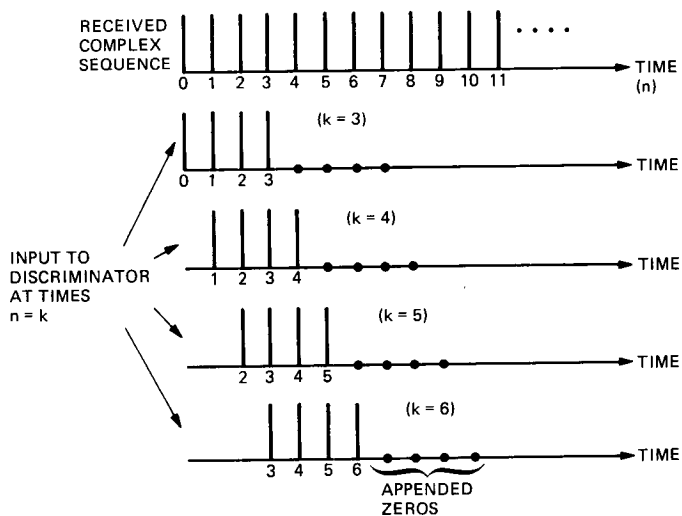 RECEIVED
COMPLEX
SEQUENCE
0 1 2 3 4 5 6 7 8 9 10 11
TIME
(n)
(k = 3)
0 1 2 3
TIME
(k = 4)
1 2 3 4
TIME
INPUT TO
DISCRIMINATOR
AT TIMES
n = k
(k = 5)
2 3 4 5
TIME
(k = 6)
3 4 5 6
TIME
APPENDED
ZEROS